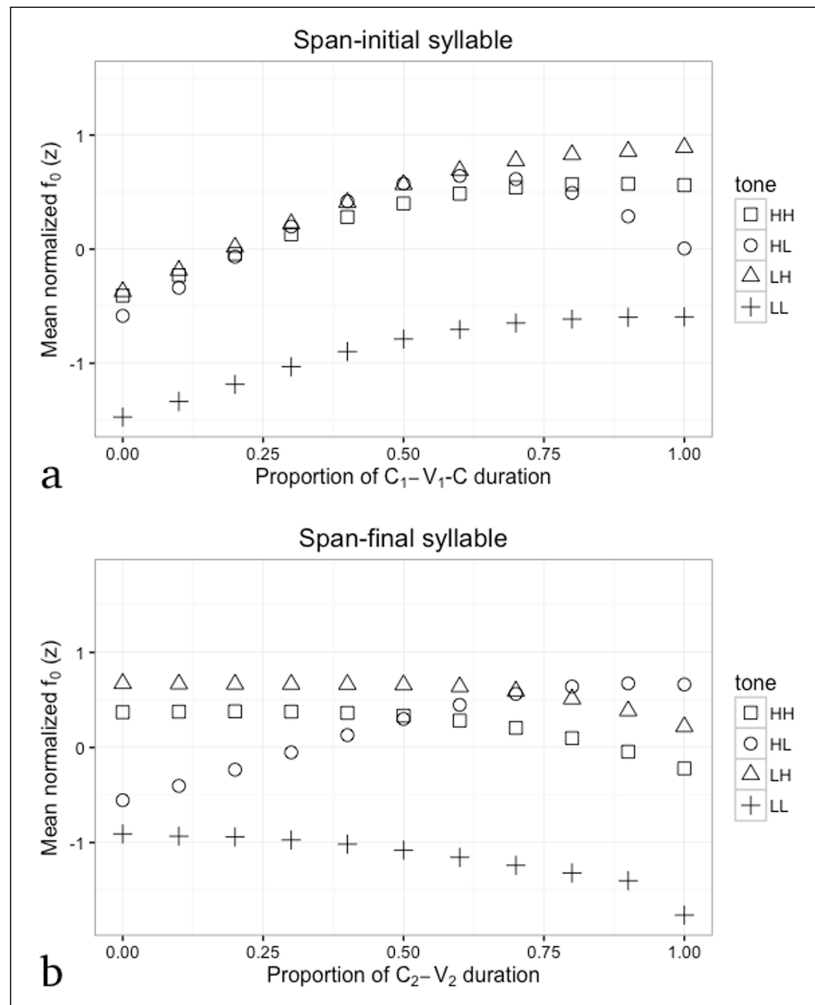 Span-initial syllable
Mean normalized f₀ (z)
1
0
-1
0.00 0.25 0.50 0.75 1.00
Proportion of C₁–V₁-C duration
tone
HH
HL
LH
LL
a
Span-final syllable
Mean normalized f₀ (z)
1
0
-1
0.00 0.25 0.50 0.75 1.00
Proportion of C₂–V₂ duration
tone
HH
HL
LH
LL
b